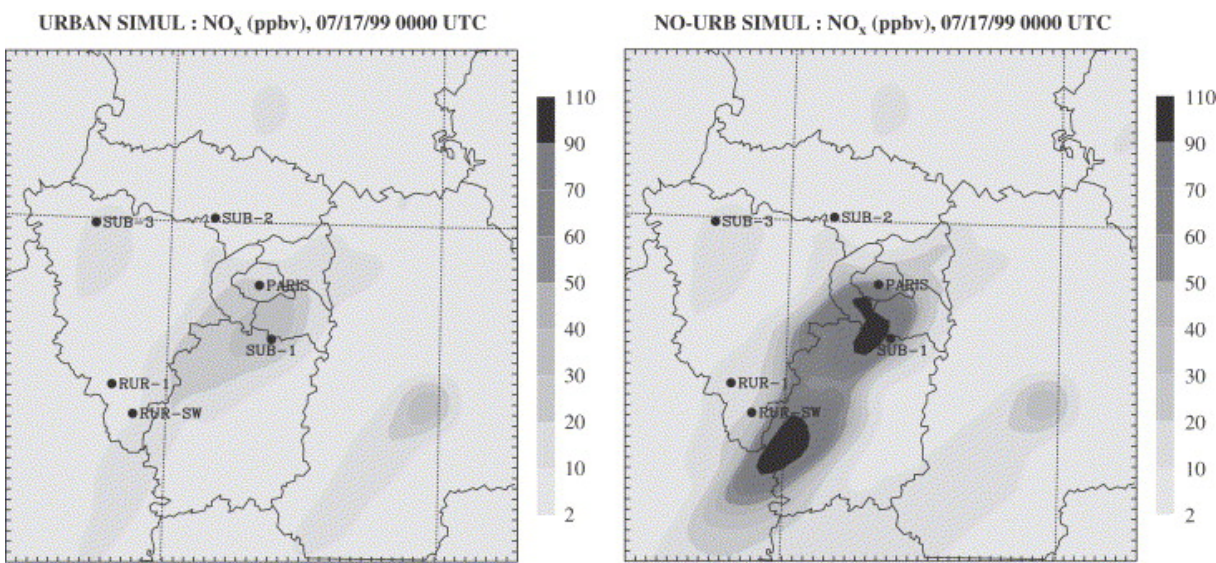 URBAN SIMUL : NOx (ppbv), 07/17/99 0000 UTC
110
90
70
60
50
40
30
20
10
2
SUB-3
SUB-2
PARIS
SUB-1
RUR-1
RUR-SW
NO-URB SIMUL : NOx (ppbv), 07/17/99 0000 UTC
110
90
70
60
50
40
30
20
10
2
SUB-3
SUB-2
PARIS
SUB-1
RUR-1
RUR-SW